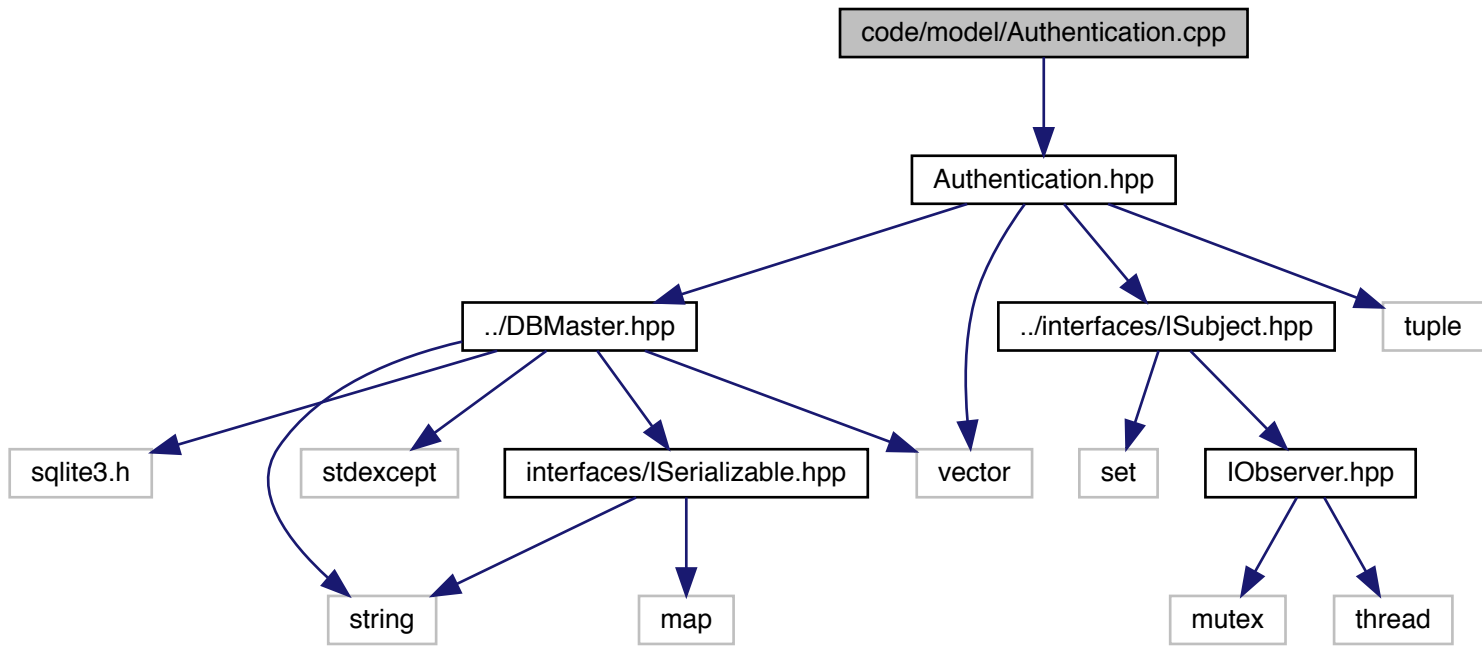 code/model/Authentication.cpp
Authentication.hpp
../DBMaster.hpp
../interfaces/ISubject.hpp
tuple
sqlite3.h
stdexcept
interfaces/ISerializable.hpp
vector
set
IObserver.hpp
string
map
mutex
thread